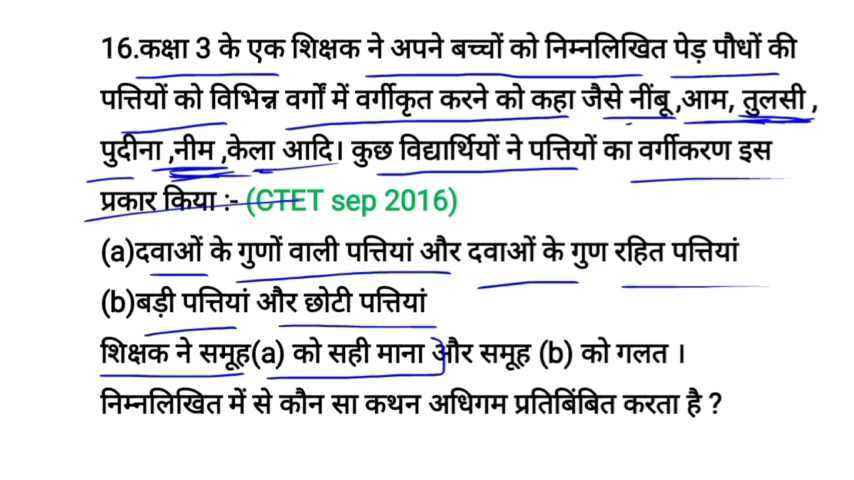 16.कक्षा 3 के एक शिक्षक ने अपने बच्चों को निम्नलिखित पेड़ पौधों की
पत्तियों को विभिन्न वर्गों में वर्गीकृत करने को कहा जैसे नींबू ,आम, तुलसी ,
पुदीना ,नीम ,केला आदि। कुछ विद्यार्थियों ने पत्तियों का वर्गीकरण इस
प्रकार किया :- (CTET sep 2016)
(a)दवाओं के गुणों वाली पत्तियां और दवाओं के गुण रहित पत्तियां
(b)बड़ी पत्तियां और छोटी पत्तियां
शिक्षक ने समूह(a) को सही माना और समूह (b) को गलत ।
निम्नलिखित में से कौन सा कथन अधिगम प्रतिबिंबित करता है ?